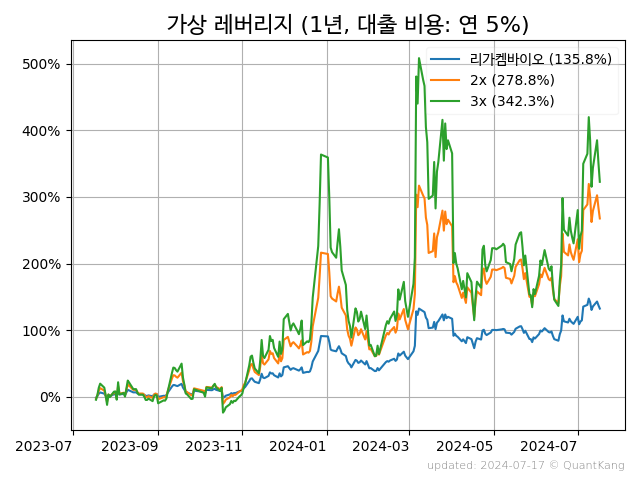 가상 레버리지 (1년, 대출 비용: 연 5%)
리가켐바이오 (135.8%)
2x (278.8%)
3x (342.3%)
500%
400%
300%
200%
100%
0%
2023-07 2023-09 2023-11 2024-01 2024-03 2024-05 2024-07
updated: 2024-07-17 © QuantKang